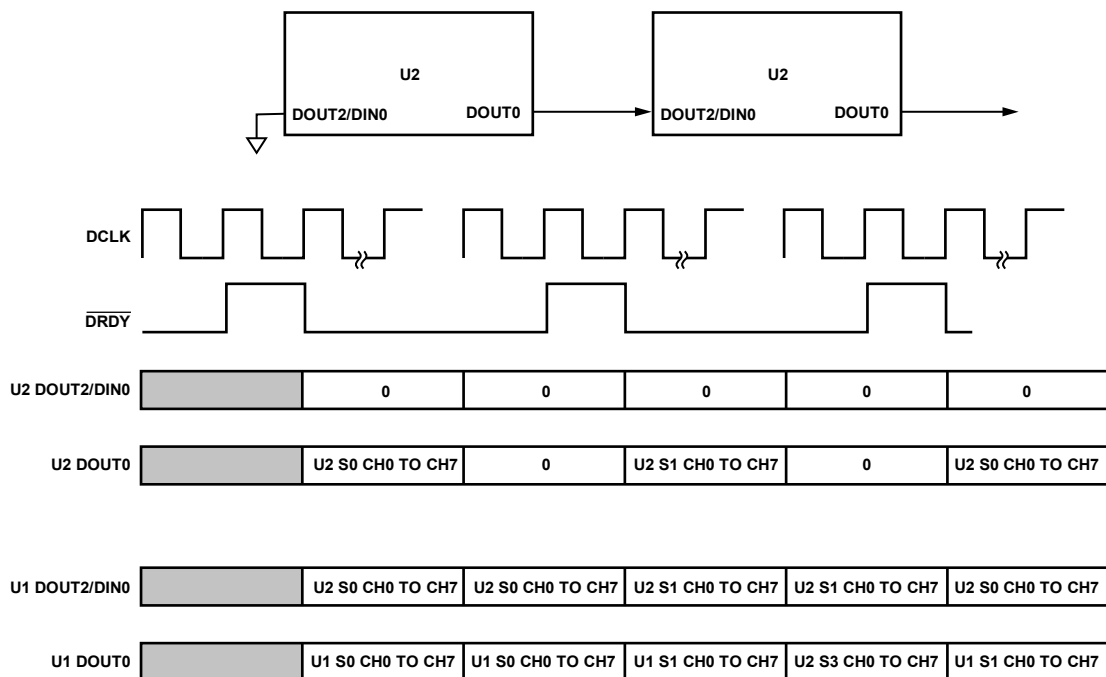 U2
DOUT2/DIN0 DOUT0
U2
DOUT2/DIN0 DOUT0
DCLK
DRDY
U2 DOUT2/DIN0 0 0 0 0 0
U2 DOUT0 U2 S0 CH0 TO CH7 0 U2 S1 CH0 TO CH7 0 U2 S0 CH0 TO CH7
U1 DOUT2/DIN0 U2 S0 CH0 TO CH7 U2 S0 CH0 TO CH7 U2 S1 CH0 TO CH7 U2 S1 CH0 TO CH7 U2 S0 CH0 TO CH7
U1 DOUT0 U1 S0 CH0 TO CH7 U1 S0 CH0 TO CH7 U1 S1 CH0 TO CH7 U2 S3 CH0 TO CH7 U1 S1 CH0 TO CH7